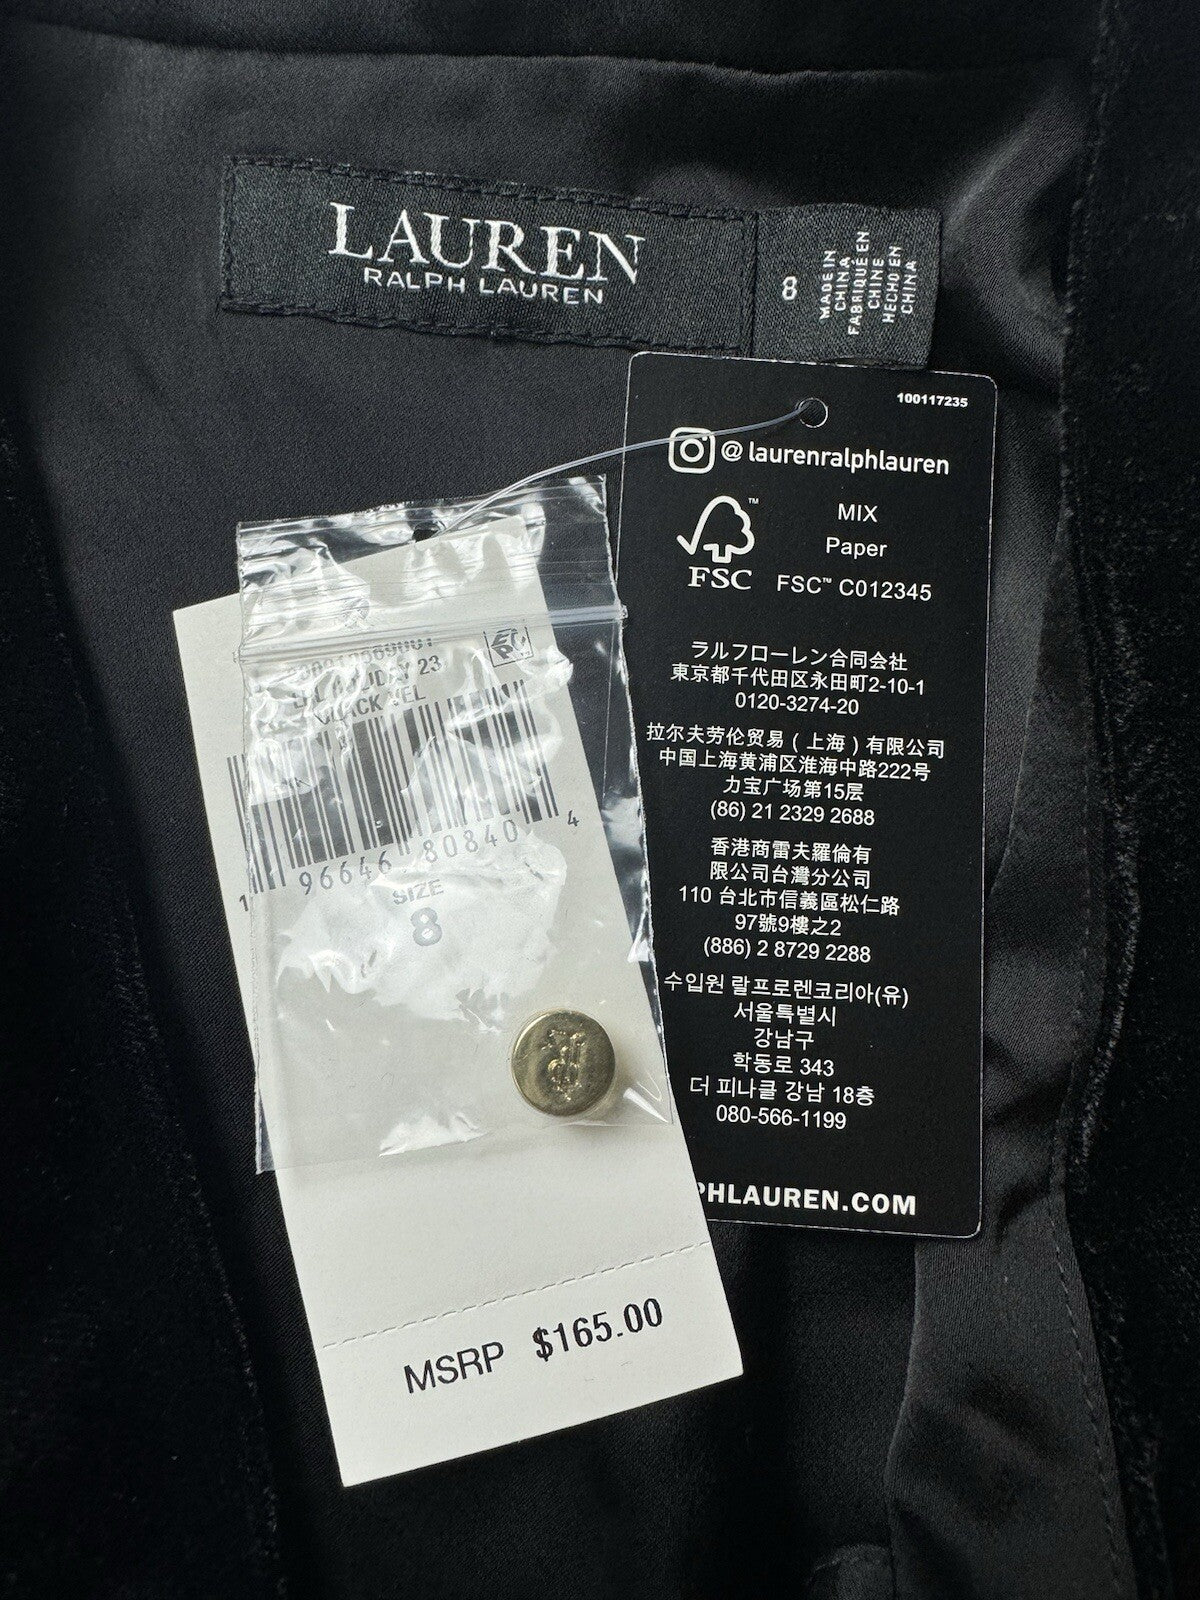 LAUREN
RALPH LAUREN
8
MADE IN
CHINA
FABRIQUÉ EN
CHINE
HECHO EN
CHINA
100117235
@laurenralphlauren
MIX
Paper
FSC™ C012345
™
FSC
ラルフローレン合同会社
東京都千代田区永田町2-10-1
0120-3274-20
拉尔夫劳伦贸易（上海）有限公司
中国上海黄浦区淮海中路222号
力宝广场第15层
(86) 21 2329 2688
香港商雷夫羅倫有
限公司台灣分公司
110 台北市信義區松仁路
97號9樓之2
(886) 2 8729 2288
수입원 랄프로렌코리아(유)
서울특별시
강남구
학동로 343
더 피나클 강남 18층
080-566-1199
PHLAUREN.COM
23
VEL
1 96646 80840 4
SIZE
8
MSRP $165.00